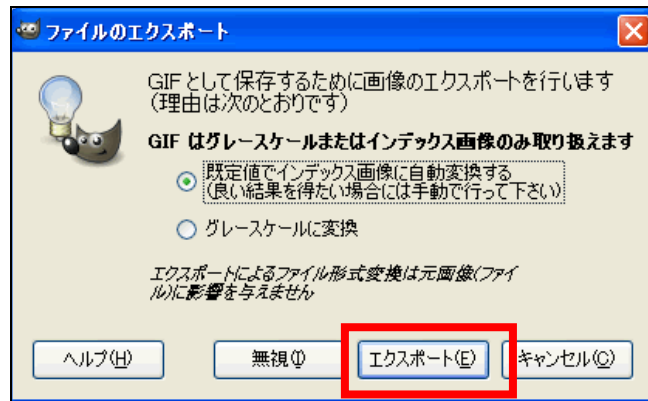 ファイルのエクスポート
GIF として保存するために画像のエクスポートを行います
(理由は次のとおりです)
GIF はグレースケールまたはインデックス画像のみ取り扱えます
既定値でインデックス画像に自動変換する
(良い結果を得たい場合には手動で行って下さい)
グレースケールに変換
エクスポートによるファイル形式変換は元画像(ファイ
ル)に影響を与えません
ヘルプ(H)
無視(I)
エクスポート(E)
キャンセル(C)